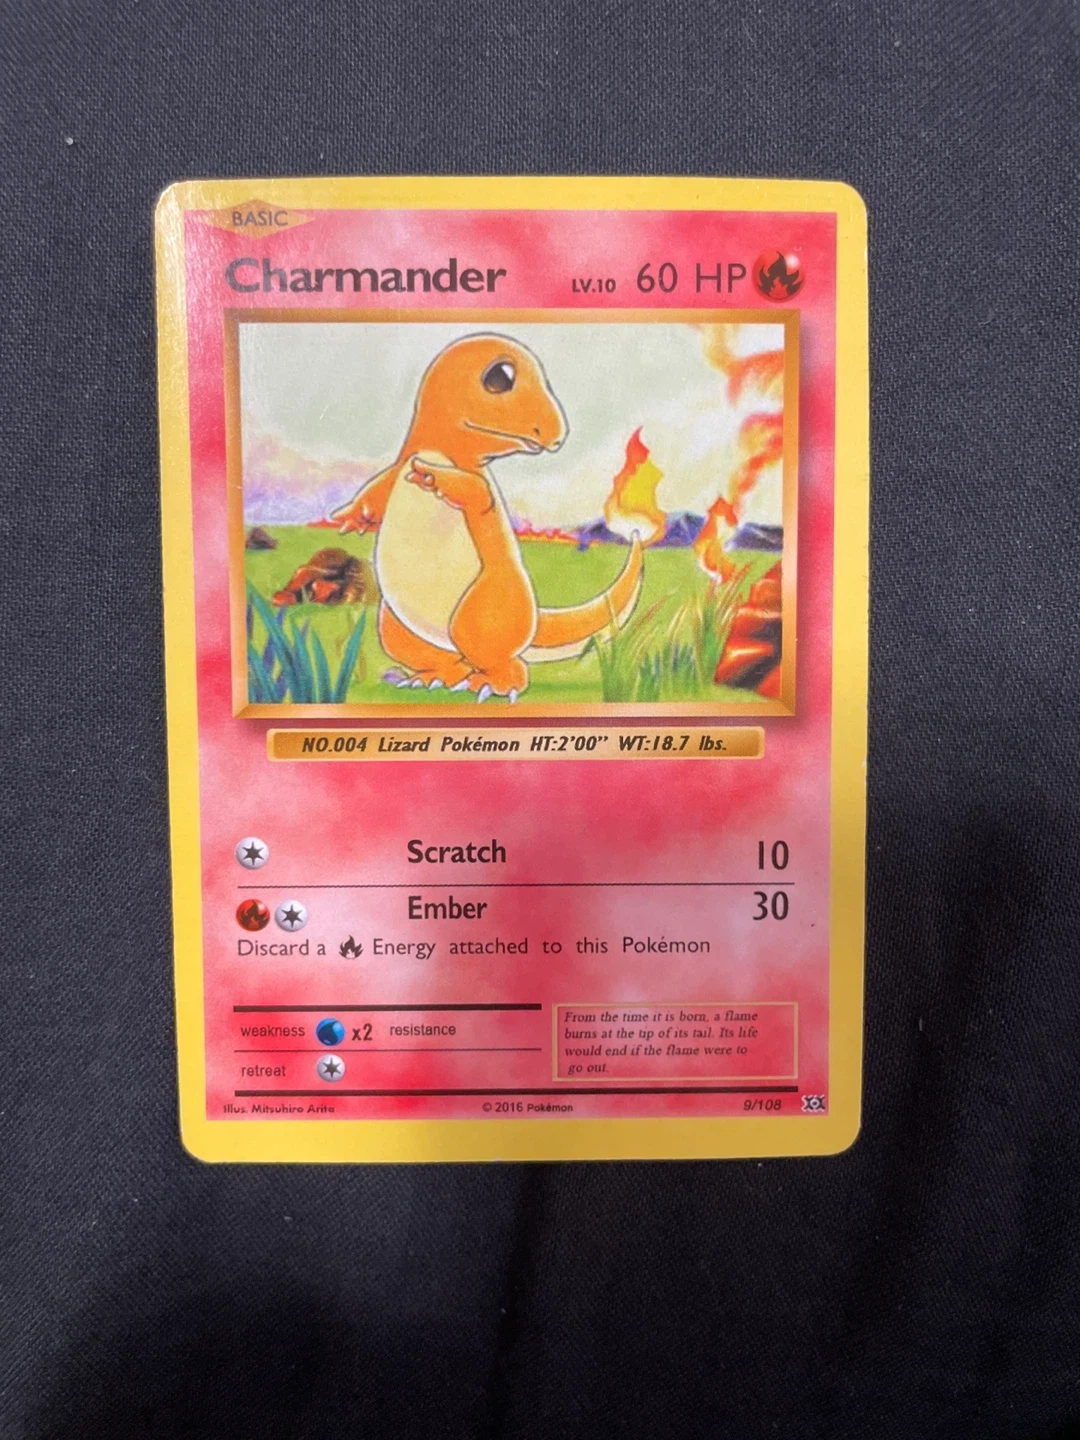 BASIC
Charmander LV.10 60 HP
NO.004 Lizard Pokémon HT:2'00” WT:18.7 lbs.
Scratch 10
Ember 30
Discard a Energy attached to this Pokémon
weakness x2 resistance
retreat
From the time it is born, a flame
burns at the tip of its tail. Its life
would end if the flame were to
go out.
Illus. Mitsuhiro Arita © 2016 Pokémon 9/108